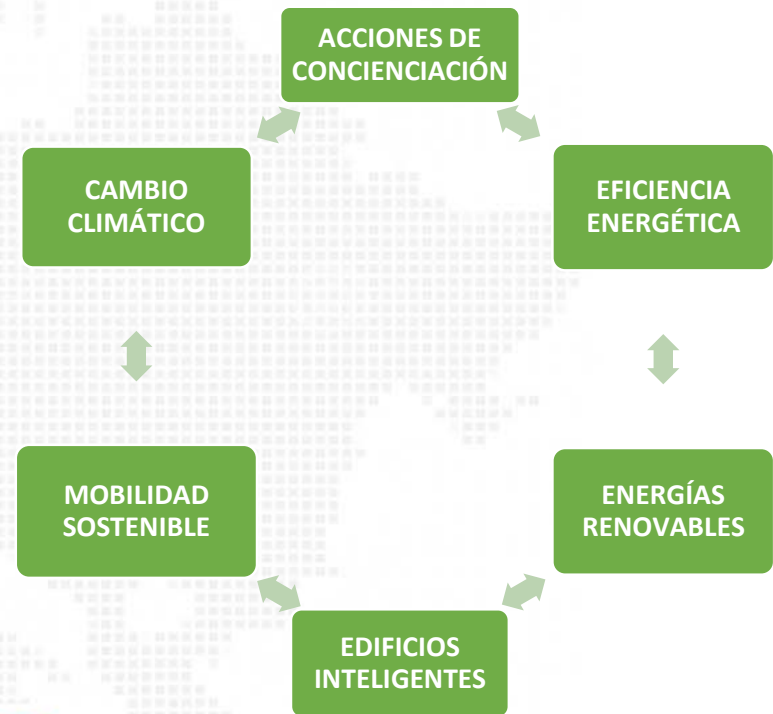 ACCIONES DE
CONCIENCIACIÓN
CAMBIO
CLIMÁTICO
EFICIENCIA
ENERGÉTICA
MOBILIDAD
SOSTENIBLE
ENERGÍAS
RENOVABLES
EDIFICIOS
INTELIGENTES